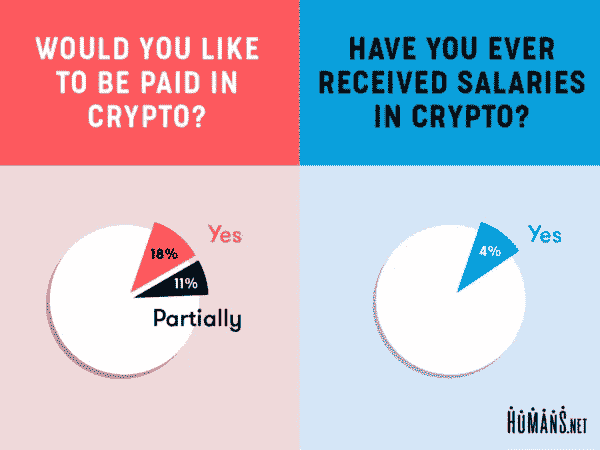 WOULD YOU LIKE
TO BE PAID IN
CRYPTO?
HAVE YOU EVER
RECEIVED SALARIES
IN CRYPTO?
Yes
18%
11%
Partially
Yes
4%
HUMANS.NET